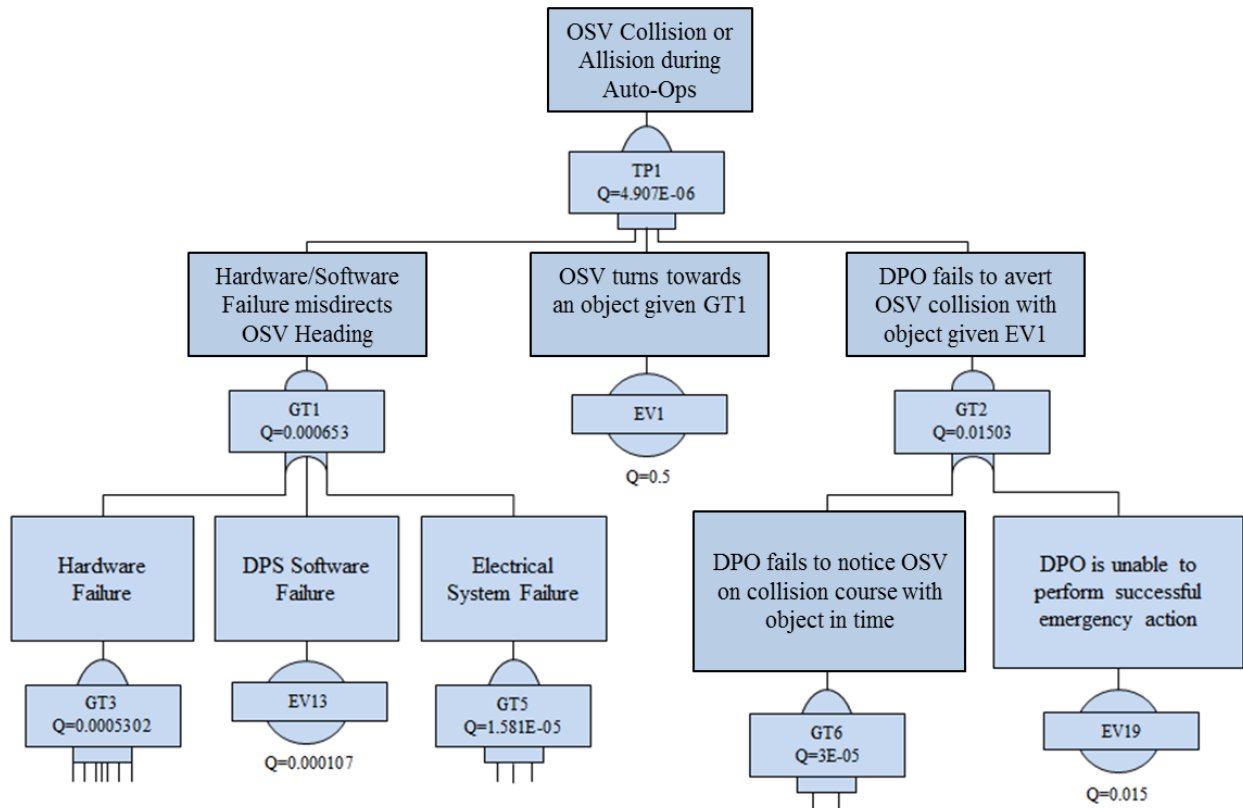 OSV Collision or
Allision during
Auto-Ops
TP1
Q=4.907E-06
Hardware/Software
Failure misdirects
OSV Heading
OSV turns towards
an object given GT1
DPO fails to avert
OSV collision with
object given EV1
GT1
Q=0.000653
EV1
Q=0.5
GT2
Q=0.01503
Hardware
Failure
DPS Software
Failure
Electrical
System Failure
DPO fails to notice OSV
on collision course with
object in time
DPO is unable to
perform successful
emergency action
GT3
Q=0.0005302
EV13
Q=0.000107
GT5
Q=1.581E-05
GT6
Q=3E-05
EV19
Q=0.015